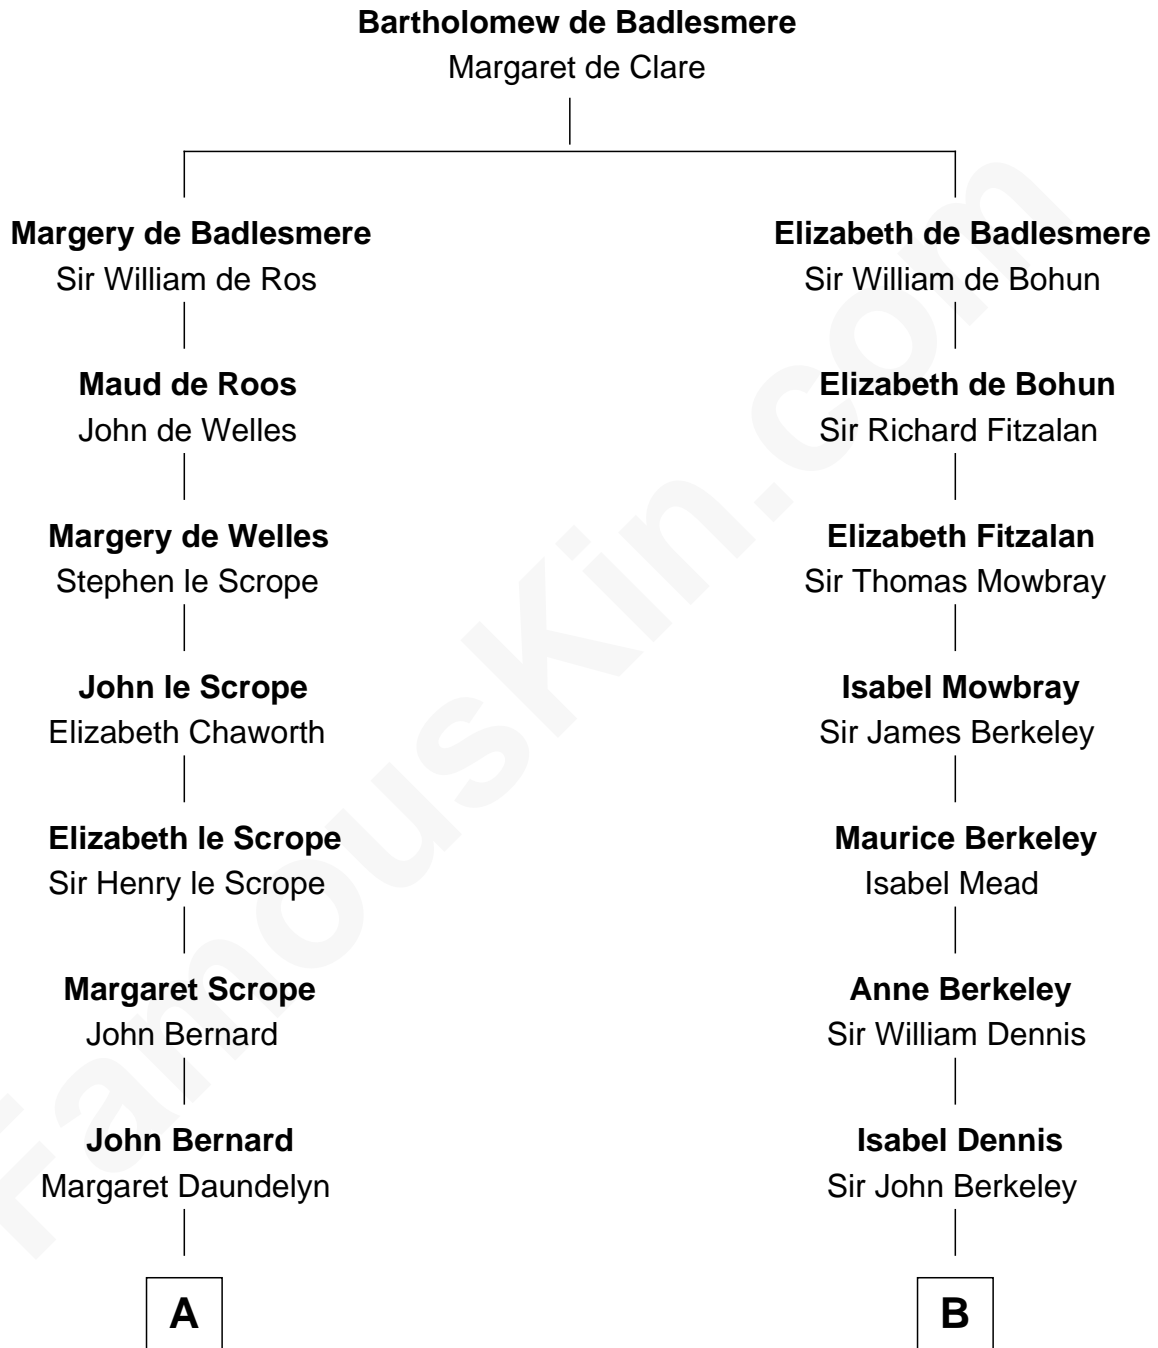 Bartholomew de Badlesmere
Margaret de Clare
Margery de Badlesmere
Sir William de Ros
Maud de Roos
John de Welles
Margery de Welles
Stephen le Scrope
John le Scrope
Elizabeth Chaworth
Elizabeth le Scrope
Sir Henry le Scrope
Margaret Scrope
John Bernard
John Bernard
Margaret Daundelyn
A
Elizabeth de Badlesmere
Sir William de Bohun
Elizabeth de Bohun
Sir Richard Fitzalan
Elizabeth Fitzalan
Sir Thomas Mowbray
Isabel Mowbray
Sir James Berkeley
Maurice Berkeley
Isabel Mead
Anne Berkeley
Sir William Dennis
Isabel Dennis
Sir John Berkeley
B
FamousKin.com